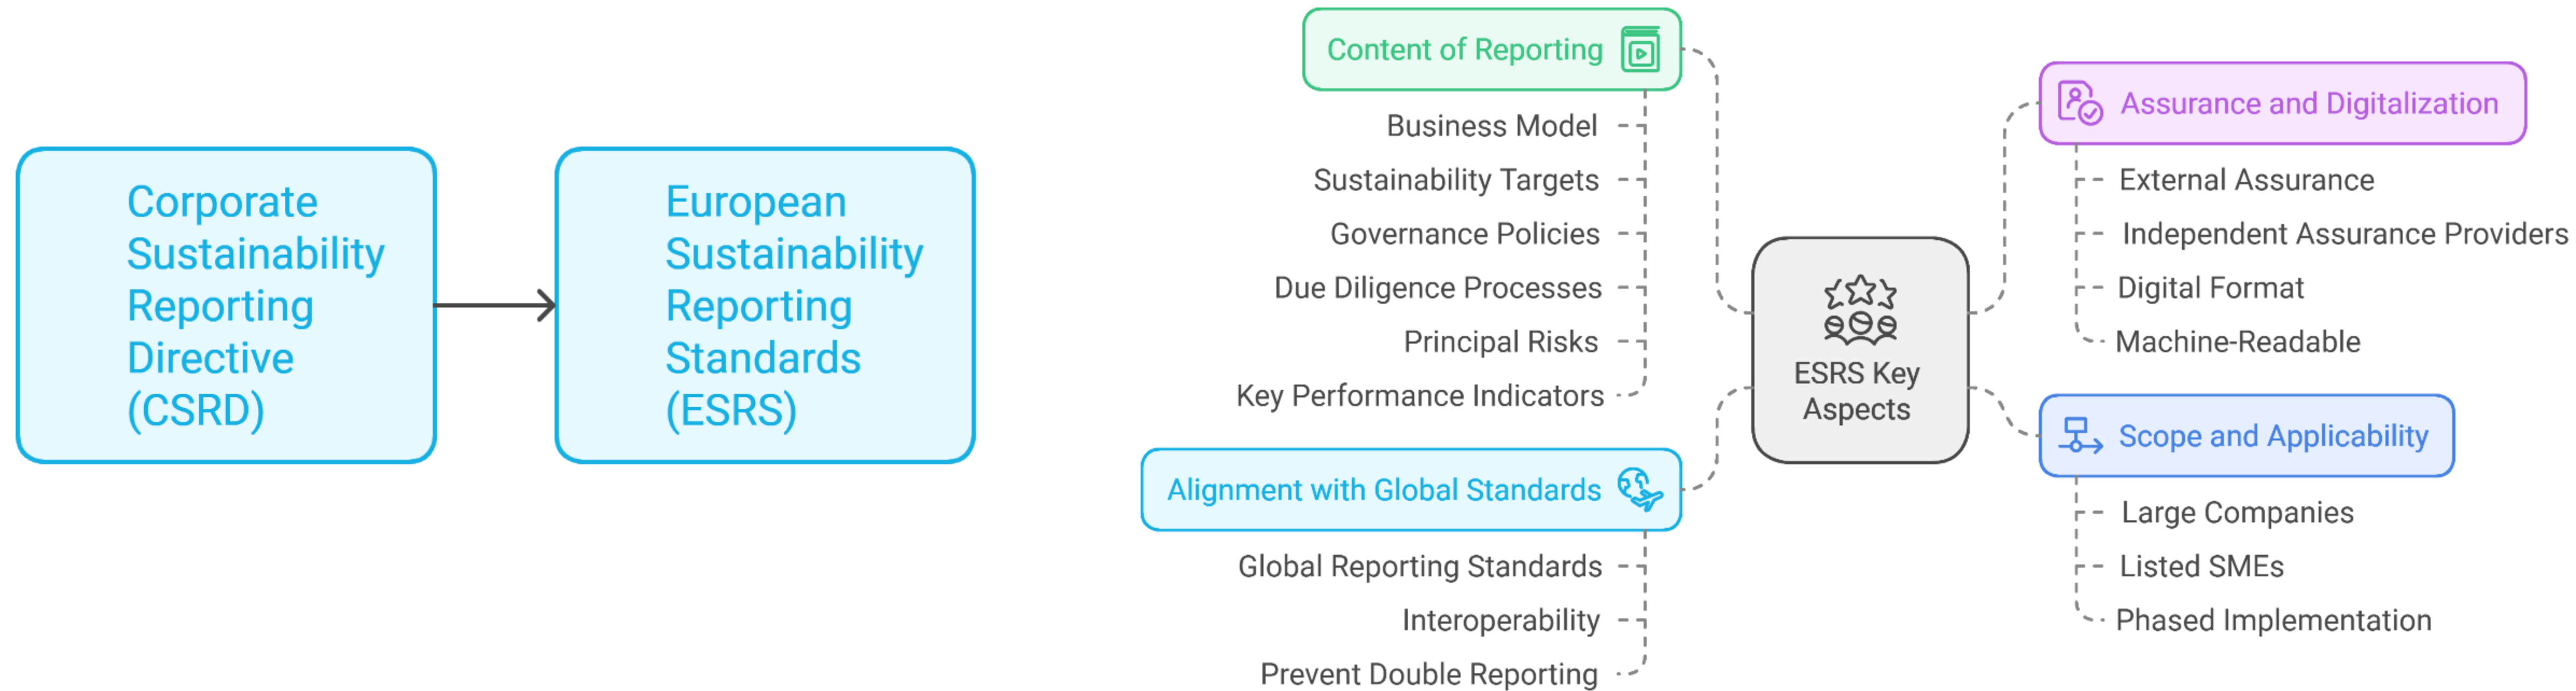 Corporate
Sustainability
Reporting
Directive
(CSRD)
European
Sustainability
Reporting
Standards
(ESRS)
Content of Reporting
Business Model
Sustainability Targets
Governance Policies
Due Diligence Processes
Principal Risks
Key Performance Indicators
Alignment with Global Standards
Global Reporting Standards
Interoperability
Prevent Double Reporting
ESRS Key
Aspects
Assurance and Digitalization
External Assurance
Independent Assurance Providers
Digital Format
Machine-Readable
Scope and Applicability
Large Companies
Listed SMEs
Phased Implementation